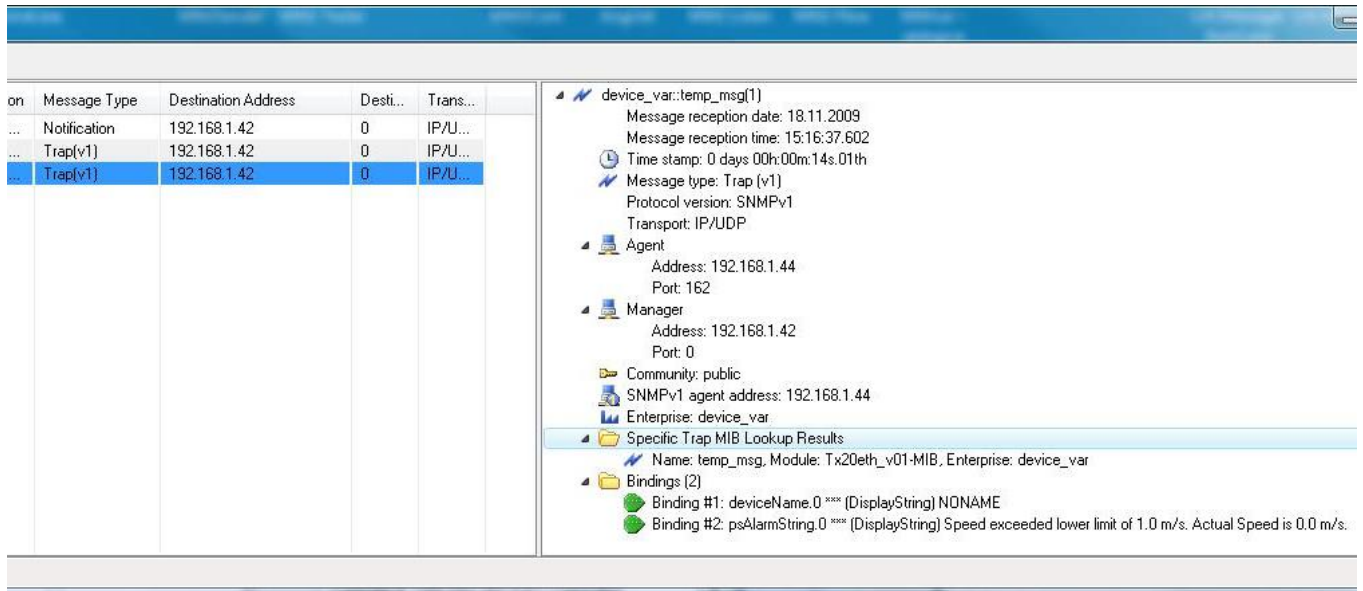 on Message Type Destination Address Desti... Trans...
... Notification 192.168.1.42 0 IP/U...
... Trap(v1) 192.168.1.42 0 IP/U...
... Trap(v1) 192.168.1.42 0 IP/U...
device_var::temp_msg(1)
Message reception date: 18.11.2009
Message reception time: 15:16:37.602
Time stamp: 0 days 00h:00m:14s.01th
Message type: Trap (v1)
Protocol version: SNMPv1
Transport: IP/UDP
Agent
Address: 192.168.1.44
Port: 162
Manager
Address: 192.168.1.42
Port: 0
Community: public
SNMPv1 agent address: 192.168.1.44
Enterprise: device_var
Specific Trap MIB Lookup Results
Name: temp_msg, Module: Tx20eth_v01-MIB, Enterprise: device_var
Bindings (2)
Binding #1: deviceName.0 *** (DisplayString) NONAME
Binding #2: psAlarmString.0 *** (DisplayString) Speed exceeded lower limit of 1.0 m/s. Actual Speed is 0.0 m/s.